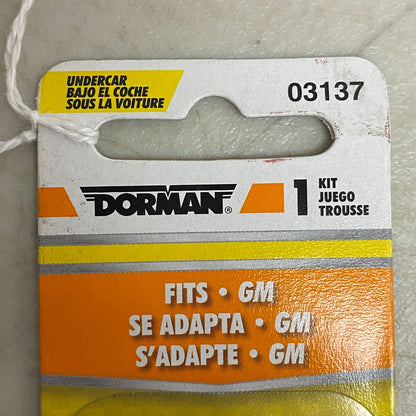 UNDERCAR
BAJO EL COCHE
SOUS LA VOITURE
03137
DORMAN®
1 KIT
JUEGO
TROUSSE
FITS • GM
SE ADAPTA • GM
S'ADAPTE • GM